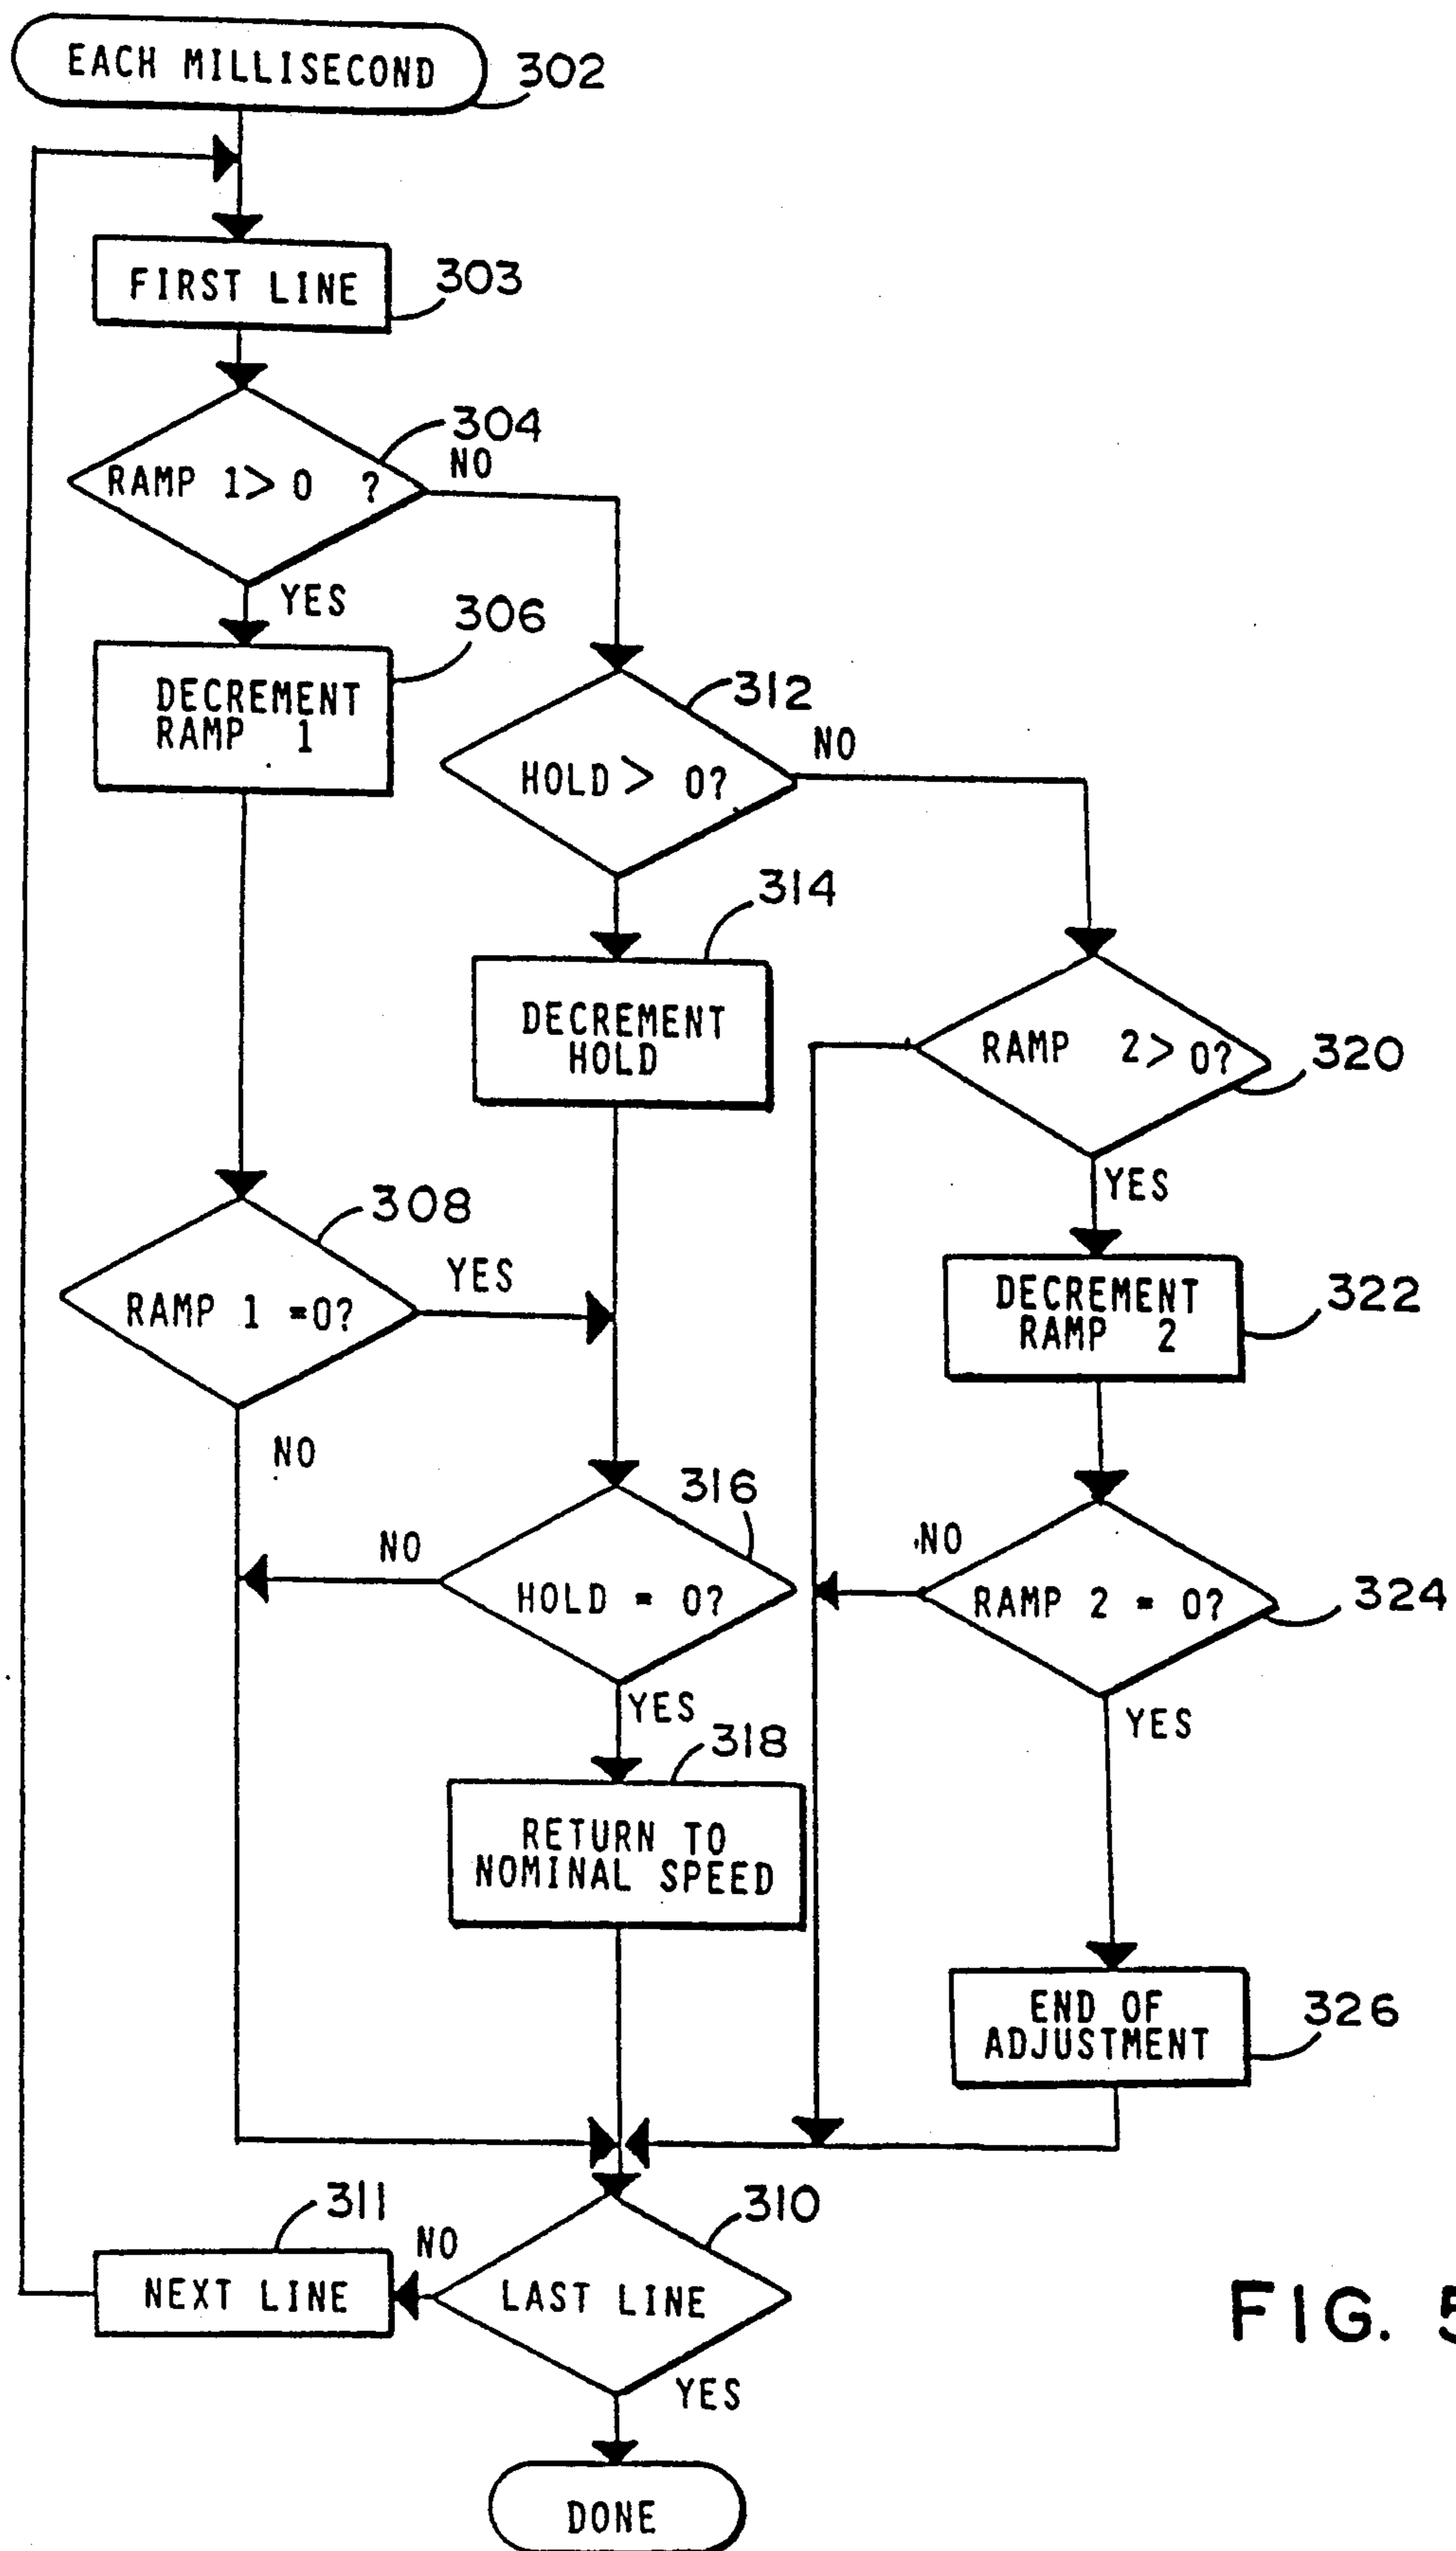 EACH MILLISECOND
302
FIRST LINE
303
304
RAMP 1> 0 ?
NO
YES
306
DECREMENT
RAMP 1
312
HOLD > 0?
NO
314
DECREMENT
HOLD
RAMP 2> 0?
320
YES
308
RAMP 1 =0?
YES
NO
DECREMENT
RAMP 2
322
316
NO
HOLD = 0?
YES
NO
RAMP 2 = 0?
324
YES
318
RETURN TO
NOMINAL SPEED
END OF
ADJUSTMENT
326
311
NEXT LINE
NO
310
LAST LINE
YES
DONE
FIG. 5